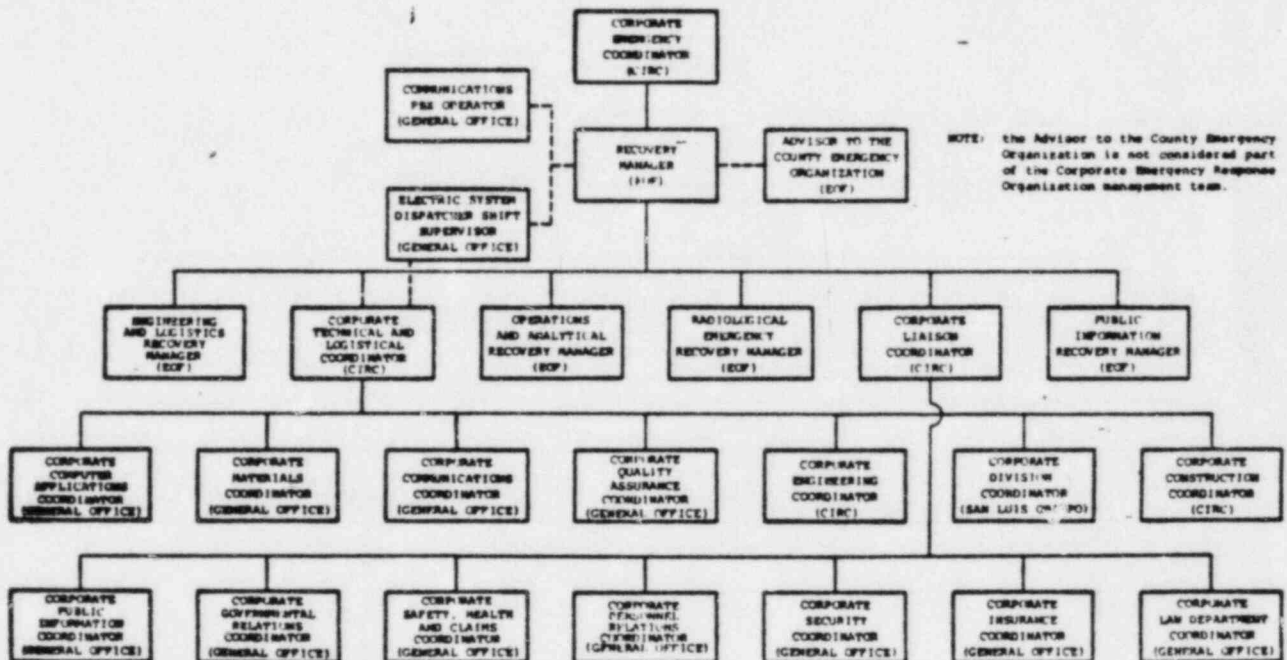 CORPORATE
EMERGENCY
COORDINATOR
(CIRC)
COMMUNICATIONS
PBX OPERATOR
(GENERAL OFFICE)
RECOVERY
MANAGER
(EOF)
ADVISOR TO THE
COUNTY EMERGENCY
ORGANIZATION
(EOF)
NOTE: the Advisor to the County Emergency
Organization is not considered part
of the Corporate Emergency Response
Organization management team.
ELECTRIC SYSTEM
DISPATCHER SHIFT
SUPERVISOR
(GENERAL OFFICE)
ENGINEERING
AND LOGISTICS
RECOVERY
MANAGER
(EOF)
CORPORATE
TECHNICAL AND
LOGISTICAL
COORDINATOR
(CIRC)
OPERATIONS
AND ANALYTICAL
RECOVERY MANAGER
(EOF)
RADIOLOGICAL
EMERGENCY
RECOVERY MANAGER
(EOF)
CORPORATE
LIAISON
COORDINATOR
(CIRC)
PUBLIC
INFORMATION
RECOVERY MANAGER
(EOF)
CORPORATE
COMPUTER
APPLICATIONS
COORDINATOR
(GENERAL OFFICE)
CORPORATE
MATERIALS
COORDINATOR
(GENERAL OFFICE)
CORPORATE
COMMUNICATIONS
COORDINATOR
(GENERAL OFFICE)
CORPORATE
QUALITY
ASSURANCE
COORDINATOR
(GENERAL OFFICE)
CORPORATE
ENGINEERING
COORDINATOR
(CIRC)
CORPORATE
DIVISION
COORDINATOR
(SAN LUIS OBISPO)
CORPORATE
CONSTRUCTION
COORDINATOR
(CIRC)
CORPORATE
PUBLIC
INFORMATION
COORDINATOR
(GENERAL OFFICE)
CORPORATE
GOVERNMENTAL
RELATIONS
COORDINATOR
(GENERAL OFFICE)
CORPORATE
SAFETY, HEALTH
AND CLAIMS
COORDINATOR
(GENERAL OFFICE)
CORPORATE
PERSONNEL
RELATIONS
COORDINATOR
(GENERAL OFFICE)
CORPORATE
SECURITY
COORDINATOR
(GENERAL OFFICE)
CORPORATE
INSURANCE
COORDINATOR
(GENERAL OFFICE)
CORPORATE
LAW DEPARTMENT
COORDINATOR
(GENERAL OFFICE)